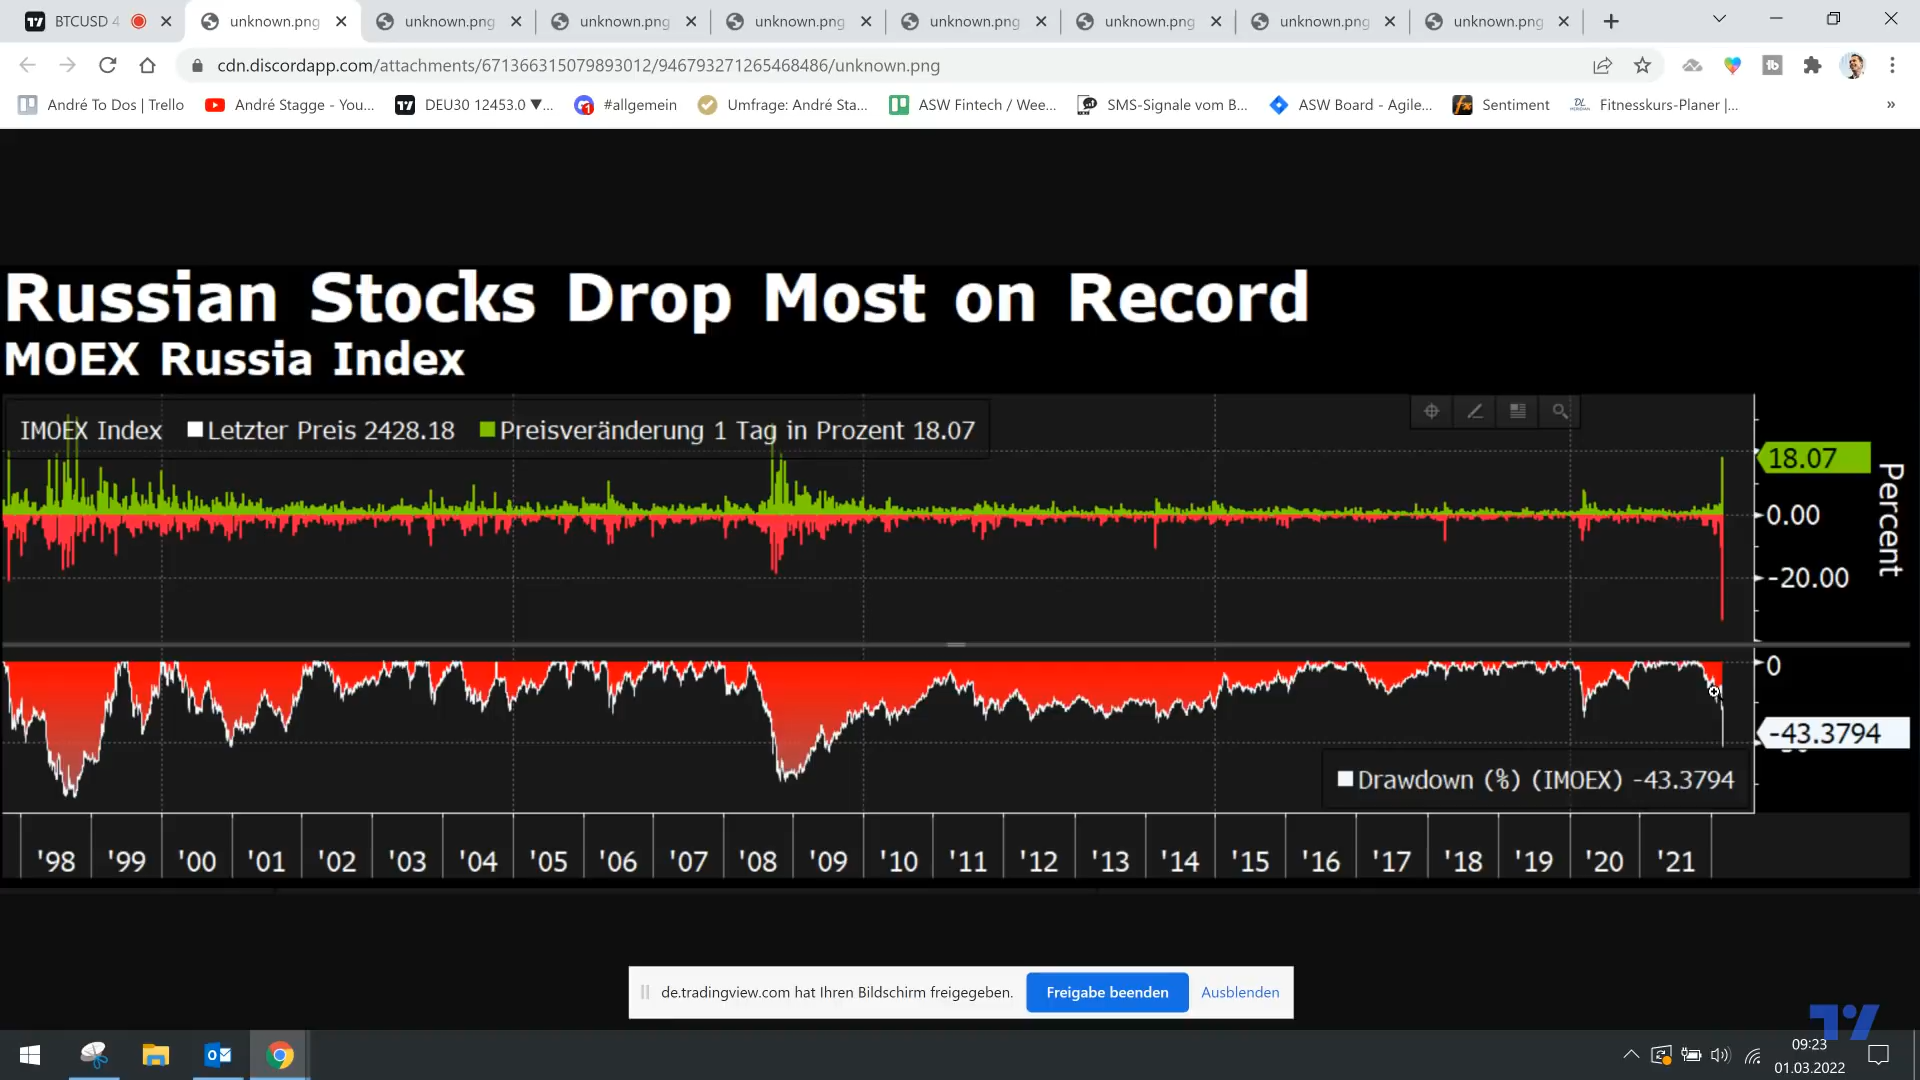 BTCUSD 4
unknown.png
unknown.png
unknown.png
unknown.png
unknown.png
unknown.png
unknown.png
unknown.png
cdn.discordapp.com/attachments/671366315079893012/946793271265468486/unknown.png
André To Dos | Trello
André Stagge - You...
DEU30 12453.0 ▼...
#allgemein
Umfrage: André Sta...
ASW Fintech / Wee...
SMS-Signale vom B...
ASW Board - Agile...
Sentiment
Fitnesskurs-Planer |...
»
Russian Stocks Drop Most on Record
MOEX Russia Index
IMOEX Index Letzter Preis 2428.18 Preisveränderung 1 Tag in Prozent 18.07
18.07
0.00
-20.00
Percent
0
-43.3794
Drawdown (%) (IMOEX) -43.3794
'98 '99 '00 '01 '02 '03 '04 '05 '06 '07 '08 '09 '10 '11 '12 '13 '14 '15 '16 '17 '18 '19 '20 '21
de.tradingview.com hat Ihren Bildschirm freigegeben.
Freigabe beenden
Ausblenden
09:23
01.03.2022